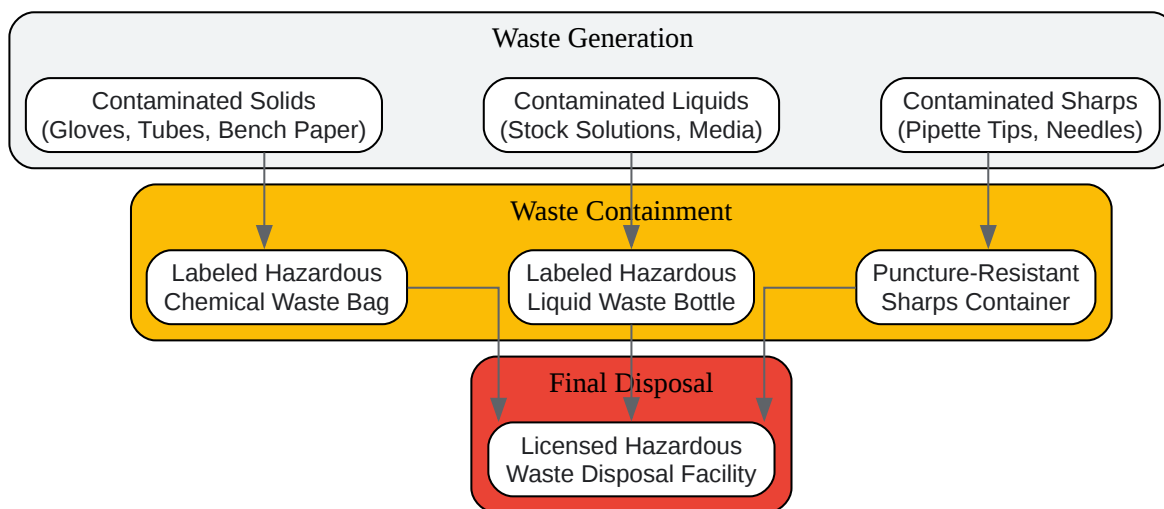 Waste Generation
Contaminated Solids
(Gloves, Tubes, Bench Paper)
Contaminated Liquids
(Stock Solutions, Media)
Contaminated Sharps
(Pipette Tips, Needles)
Waste Containment
Labeled Hazardous
Chemical Waste Bag
Labeled Hazardous
Liquid Waste Bottle
Puncture-Resistant
Sharps Container
Final Disposal
Licensed Hazardous
Waste Disposal Facility